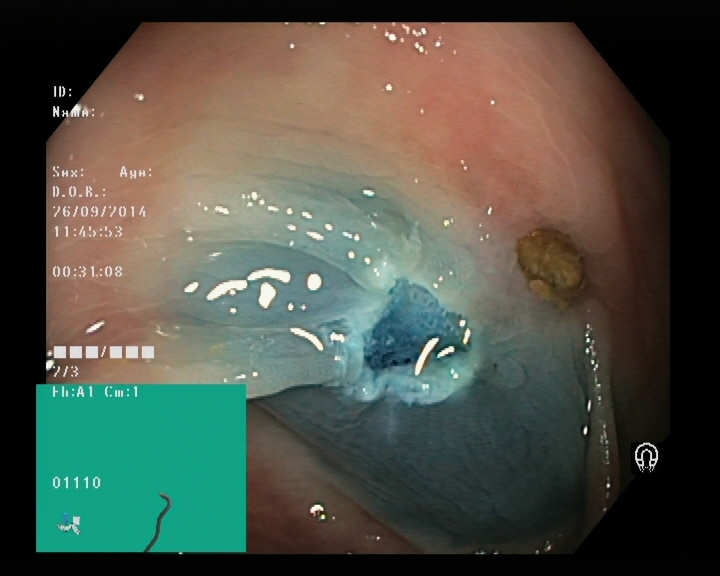 ID:
Name:
Sex: Age:
D.O.B.:
26/09/2014
11:45:53
00:31:08
■■■/■■■
2/3
Eh:A1 Cm:1
01110